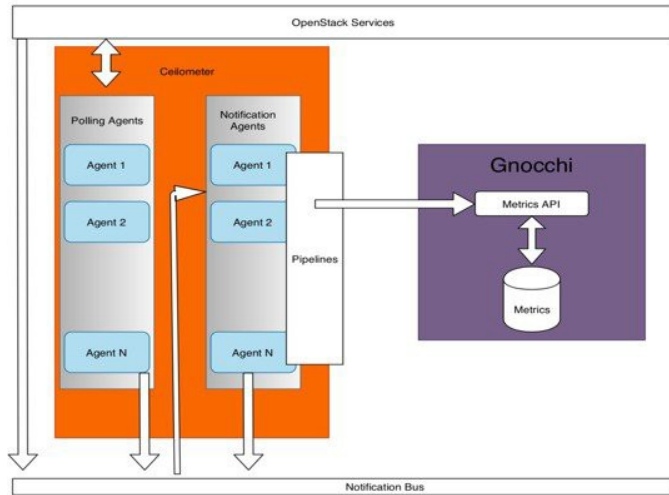 OpenStack Services
Ceilometer
Polling Agents
Agent 1
Agent 2
Agent N
Notification
Agents
Agent 1
Agent 2
Agent N
Pipelines
Gnocchi
Metrics API
Metrics
Notification Bus